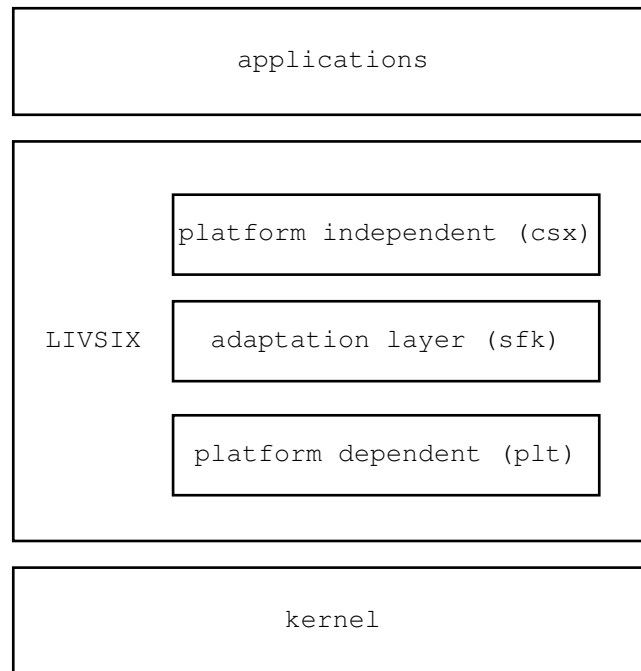 applications
platform independent (csx)
LIVSIX
adaptation layer (sfk)
platform dependent (plt)
kernel